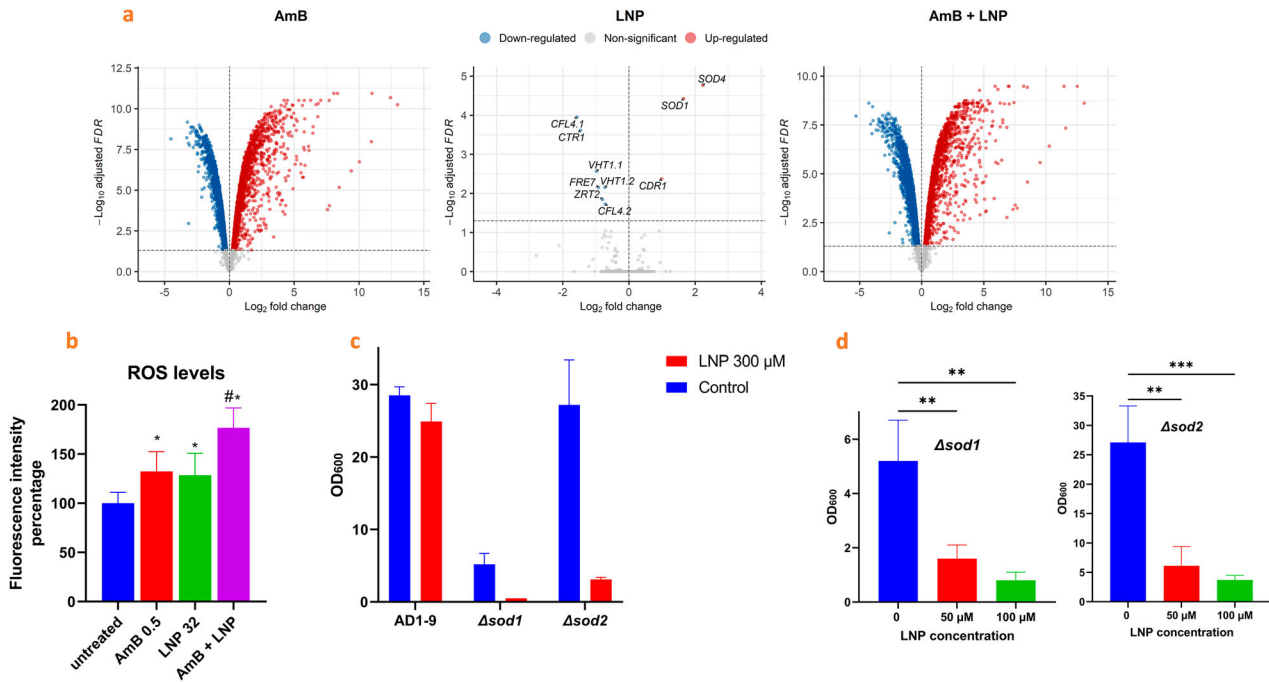 a
AmB
LNP
AmB + LNP
Down-regulated Non-significant Up-regulated
12.5
10.0
7.5
5.0
2.5
0.0
-5 0 5 10 15
Log2 fold change
− Log10 adjusted FDR
5
4
3
2
1
0
-4 -2 0 2 4
Log2 fold change
− Log10 adjusted FDR
SOD4
SOD1
CFL4.1
CTR1
VHT1.1
FRE7 VHT1.2
CDR1
ZRT2
CFL4.2
10.0
7.5
5.0
2.5
0.0
-5 0 5 10 15
Log2 fold change
− Log10 adjusted FDR
b
ROS levels
Fluorescence intensity
percentage
200
150
100
50
0
*
*
#*
untreated
AmB 0.5
LNP 32
AmB + LNP
c
OD600
30
20
10
0
AD1-9 Δsod1 Δsod2
LNP 300 µM
Control
d
OD600
6
4
2
0
**
**
Δsod1
0 50 µM 100 µM
LNP concentration
OD600
35
30
25
20
15
10
5
0
***
**
Δsod2
0 50 µM 100 µM
LNP concentration